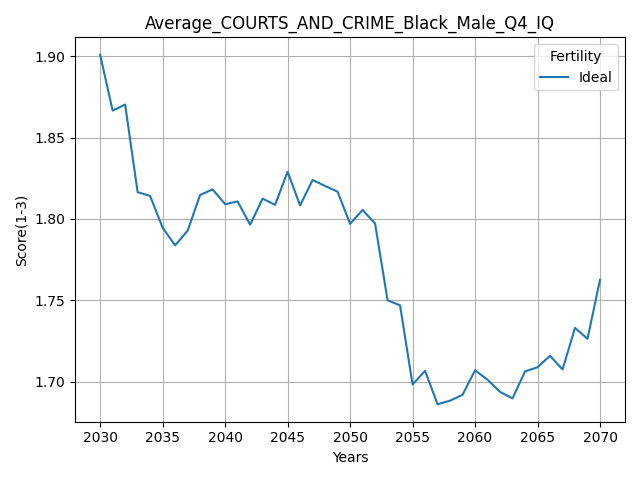 Average_COURTS_AND_CRIME_Black_Male_Q4_IQ
Fertility
Ideal
Score(1-3)
1.90
1.85
1.80
1.75
1.70
2030 2035 2040 2045 2050 2055 2060 2065 2070
Years